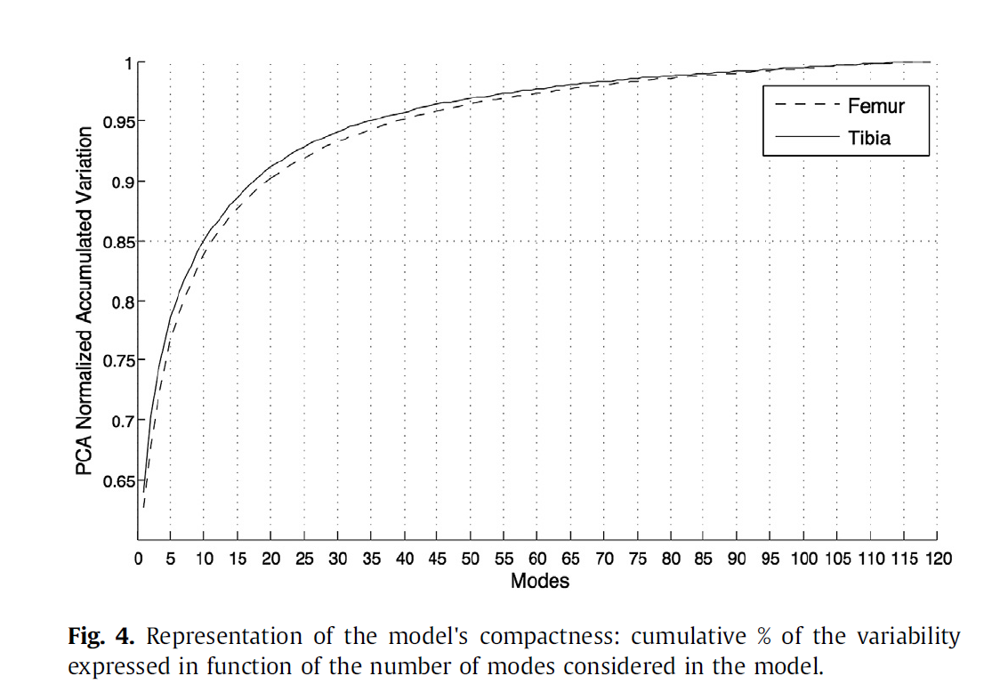 PCA Normalized Accumulated Variation
1
0.95
0.9
0.85
0.8
0.75
0.7
0.65
Femur
Tibia
0 5 10 15 20 25 30 35 40 45 50 55 60 65 70 75 80 85 90 95 100 105 110 115 120
Modes
Fig. 4. Representation of the model's compactness: cumulative % of the variability
expressed in function of the number of modes considered in the model.